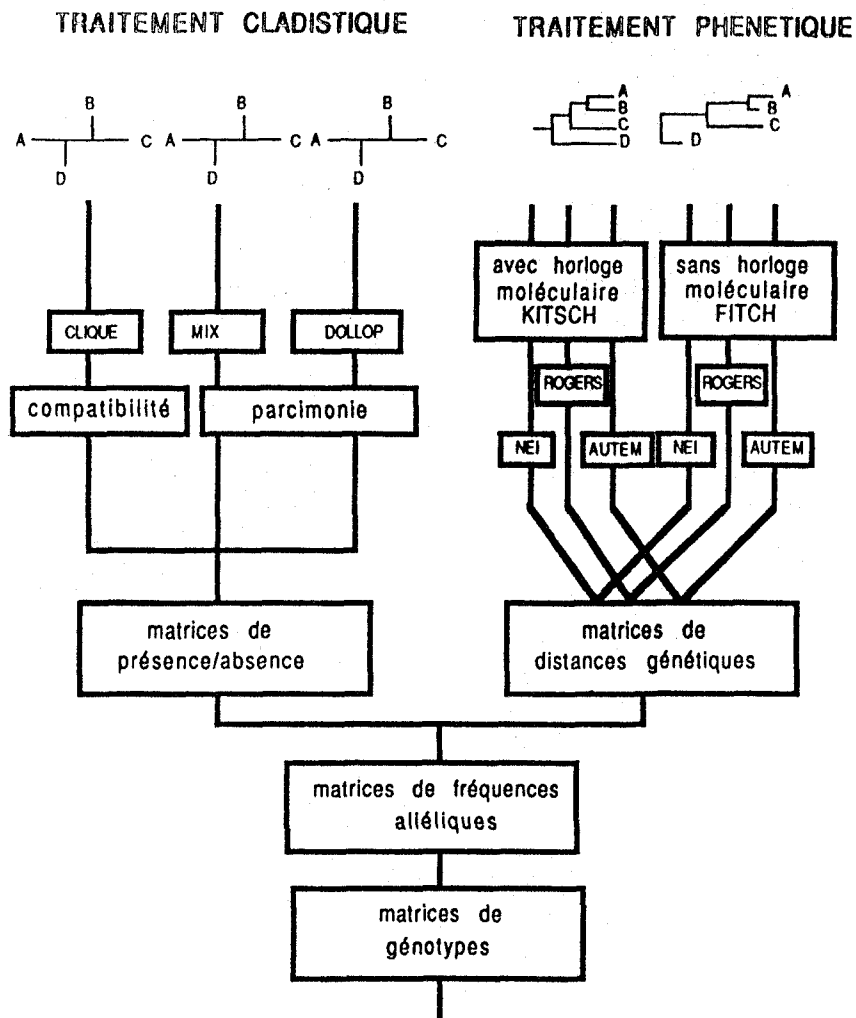 TRAITEMENT CLADISTIQUE
TRAITEMENT PHENETIQUE
B
A
C
D
B
A
C
D
B
A
C
D
A
B
C
D
A
B
C
D
avec horloge
moléculaire
KITSCH
sans horloge
moléculaire
FITCH
CLIQUE
MIX
DOLLOP
ROGERS
ROGERS
compatibilité
parcimonie
NEI
AUTEM
NEI
AUTEM
matrices de
présence/absence
matrices de
distances génétiques
matrices de fréquences
alléliques
matrices de
génotypes